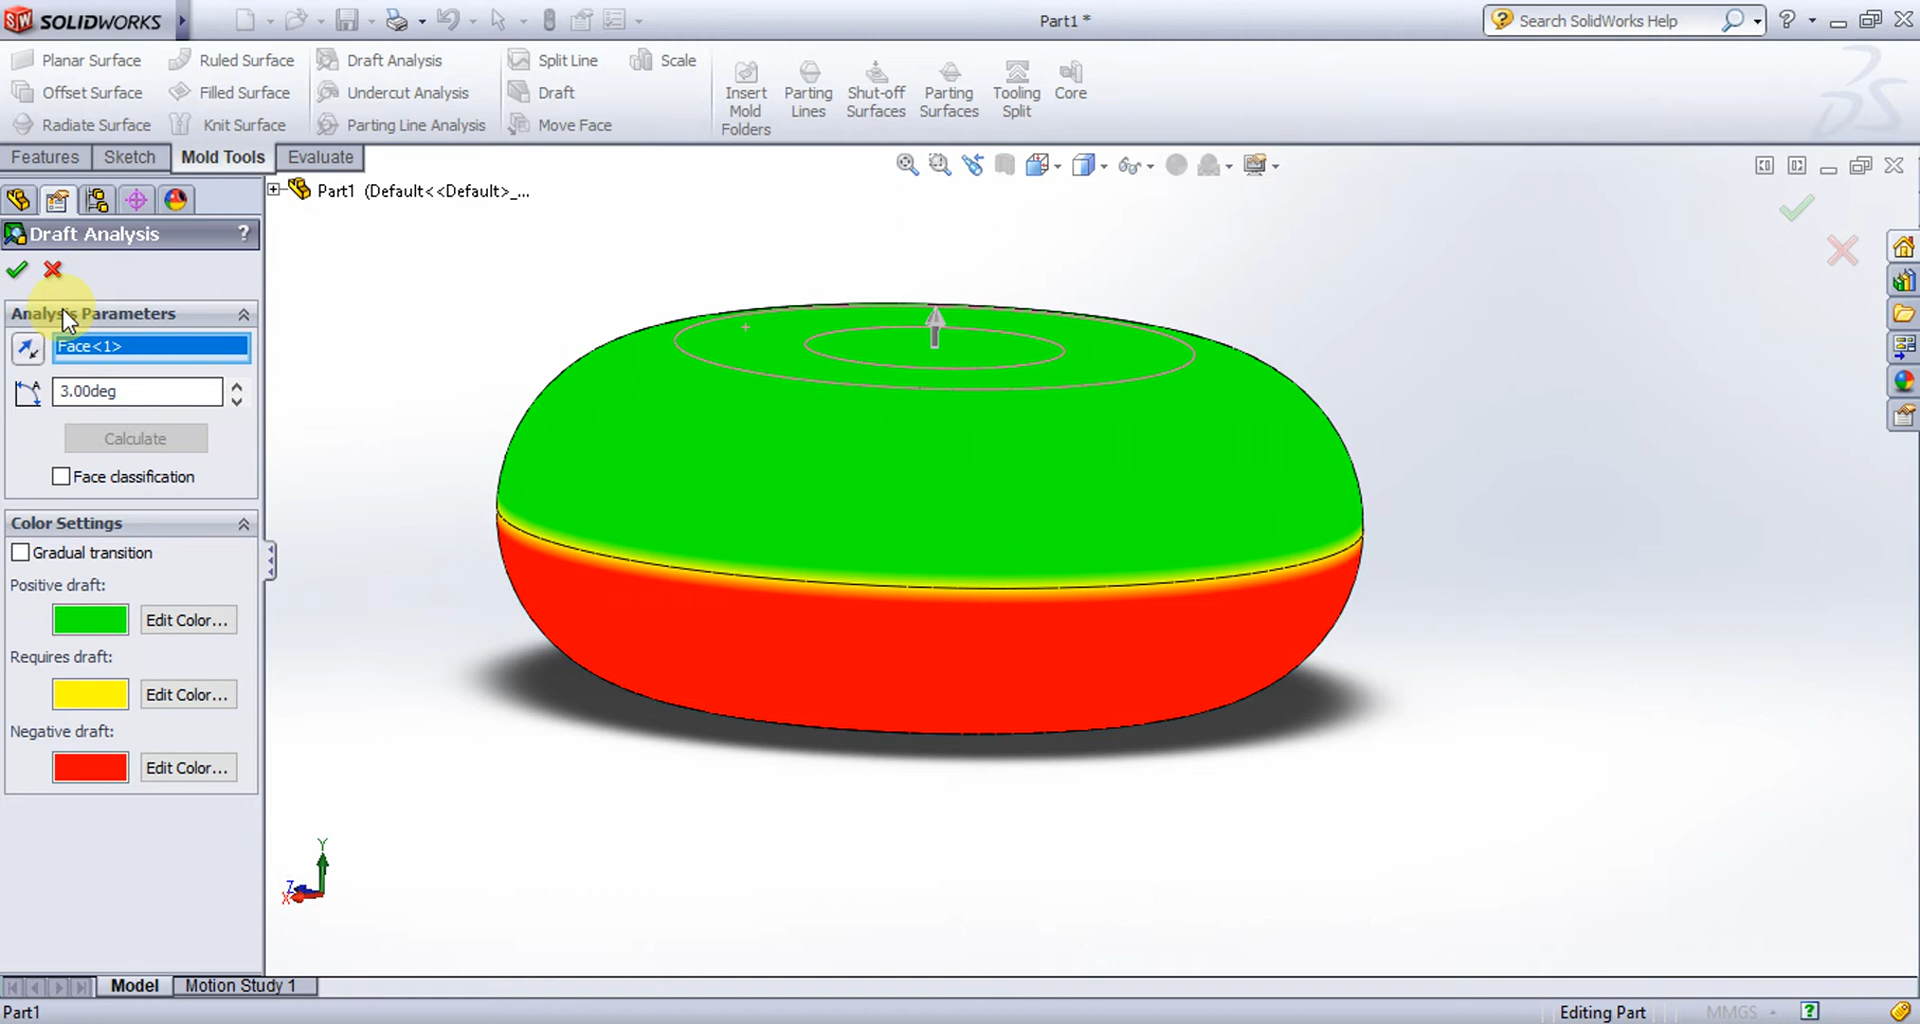 SOLIDWORKS
Part1 *
Search SolidWorks Help
Planar Surface
Ruled Surface
Draft Analysis
Split Line
Scale
Offset Surface
Filled Surface
Undercut Analysis
Draft
Radiate Surface
Knit Surface
Parting Line Analysis
Move Face
Insert
Mold
Folders
Parting
Lines
Shut-off
Surfaces
Parting
Surfaces
Tooling
Split
Core
Features
Sketch
Mold Tools
Evaluate
Part1 (Default<<Default>_...
Draft Analysis
?
Analysis Parameters
Face<1>
3.00deg
Calculate
Face classification
Color Settings
Gradual transition
Positive draft:
Edit Color...
Requires draft:
Edit Color...
Negative draft:
Edit Color...
Y
Z
X
Model
Motion Study 1
Part1
Editing Part
MMGS